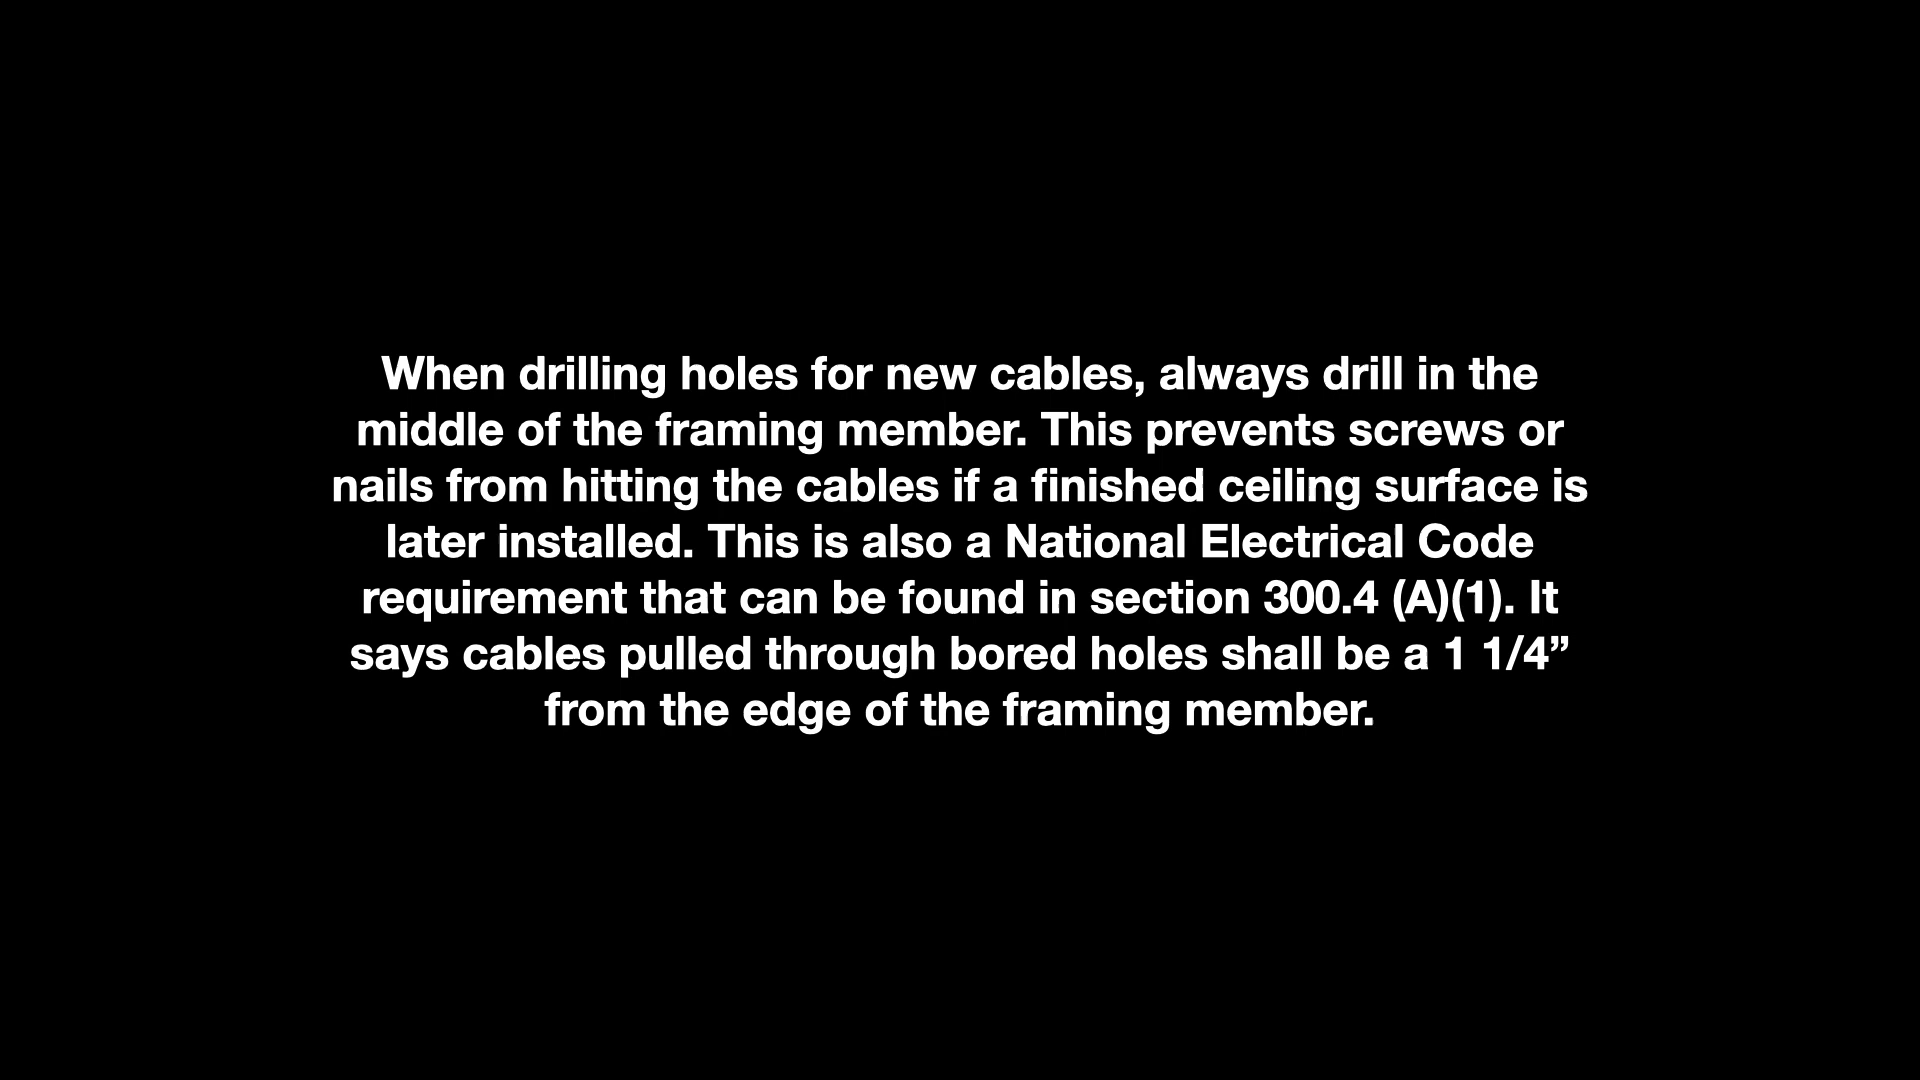 When drilling holes for new cables, always drill in the
middle of the framing member. This prevents screws or
nails from hitting the cables if a finished ceiling surface is
later installed. This is also a National Electrical Code
requirement that can be found in section 300.4 (A)(1). It
says cables pulled through bored holes shall be a 1 1/4”
from the edge of the framing member.